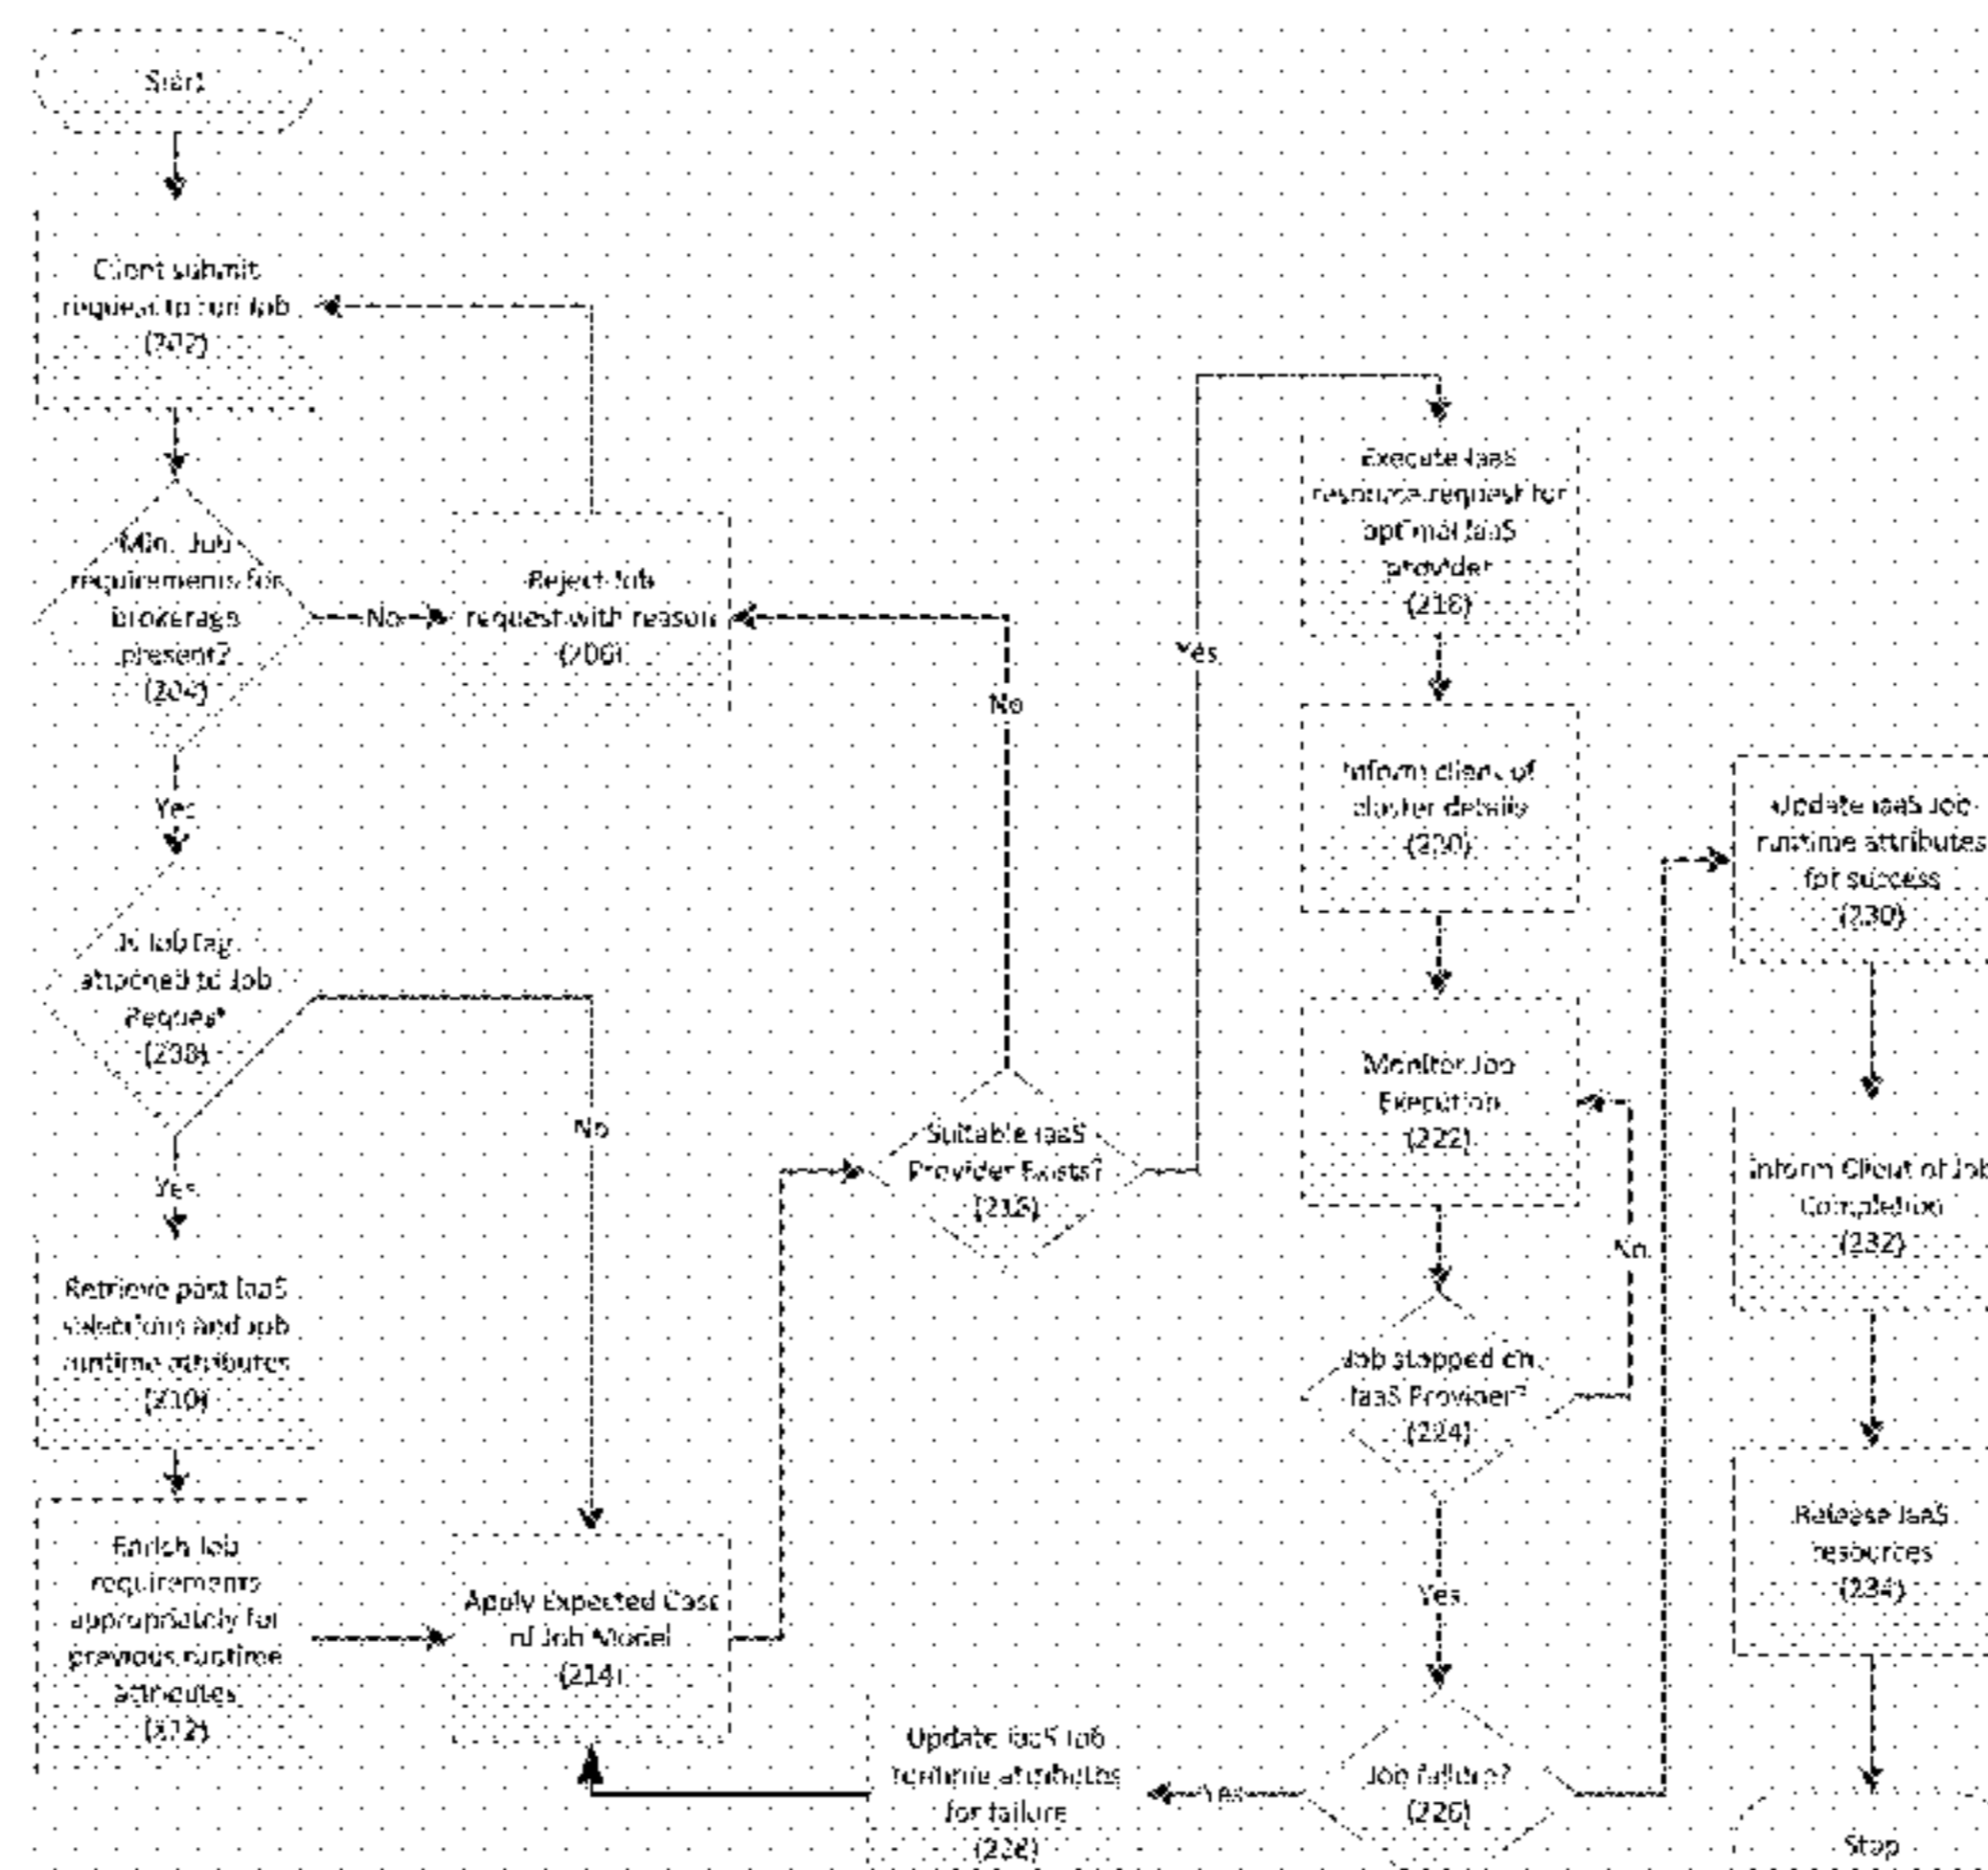 Start
Client submit
request to run Job
(202)
Min. Job
requirements for
brokerage
present?
(204)
No
Reject Job
request with reason
(206)
Yes
Is Job Tag
attached to Job
Request
(208)
No
Yes
Retrieve past IaaS
selections and Job
runtime attributes
(210)
Enrich Job
requirements
appropriately for
previous runtime
attributes
(212)
Apply Expected Cost
of Job Model
(214)
Suitable IaaS
Provider Exists?
(216)
No
Yes
Execute IaaS
resource request for
optimal IaaS
provider
(218)
Inform client of
cluster details
(220)
Monitor Job
Execution
(222)
Job stopped on
IaaS Provider?
(224)
No
Yes
Job failure?
(226)
Yes
Update IaaS Job
runtime attributes
for failure
(228)
Update IaaS Job
runtime attributes
for success
(230)
Inform Client of Job
Completion
(232)
Release IaaS
resources
(234)
Stop